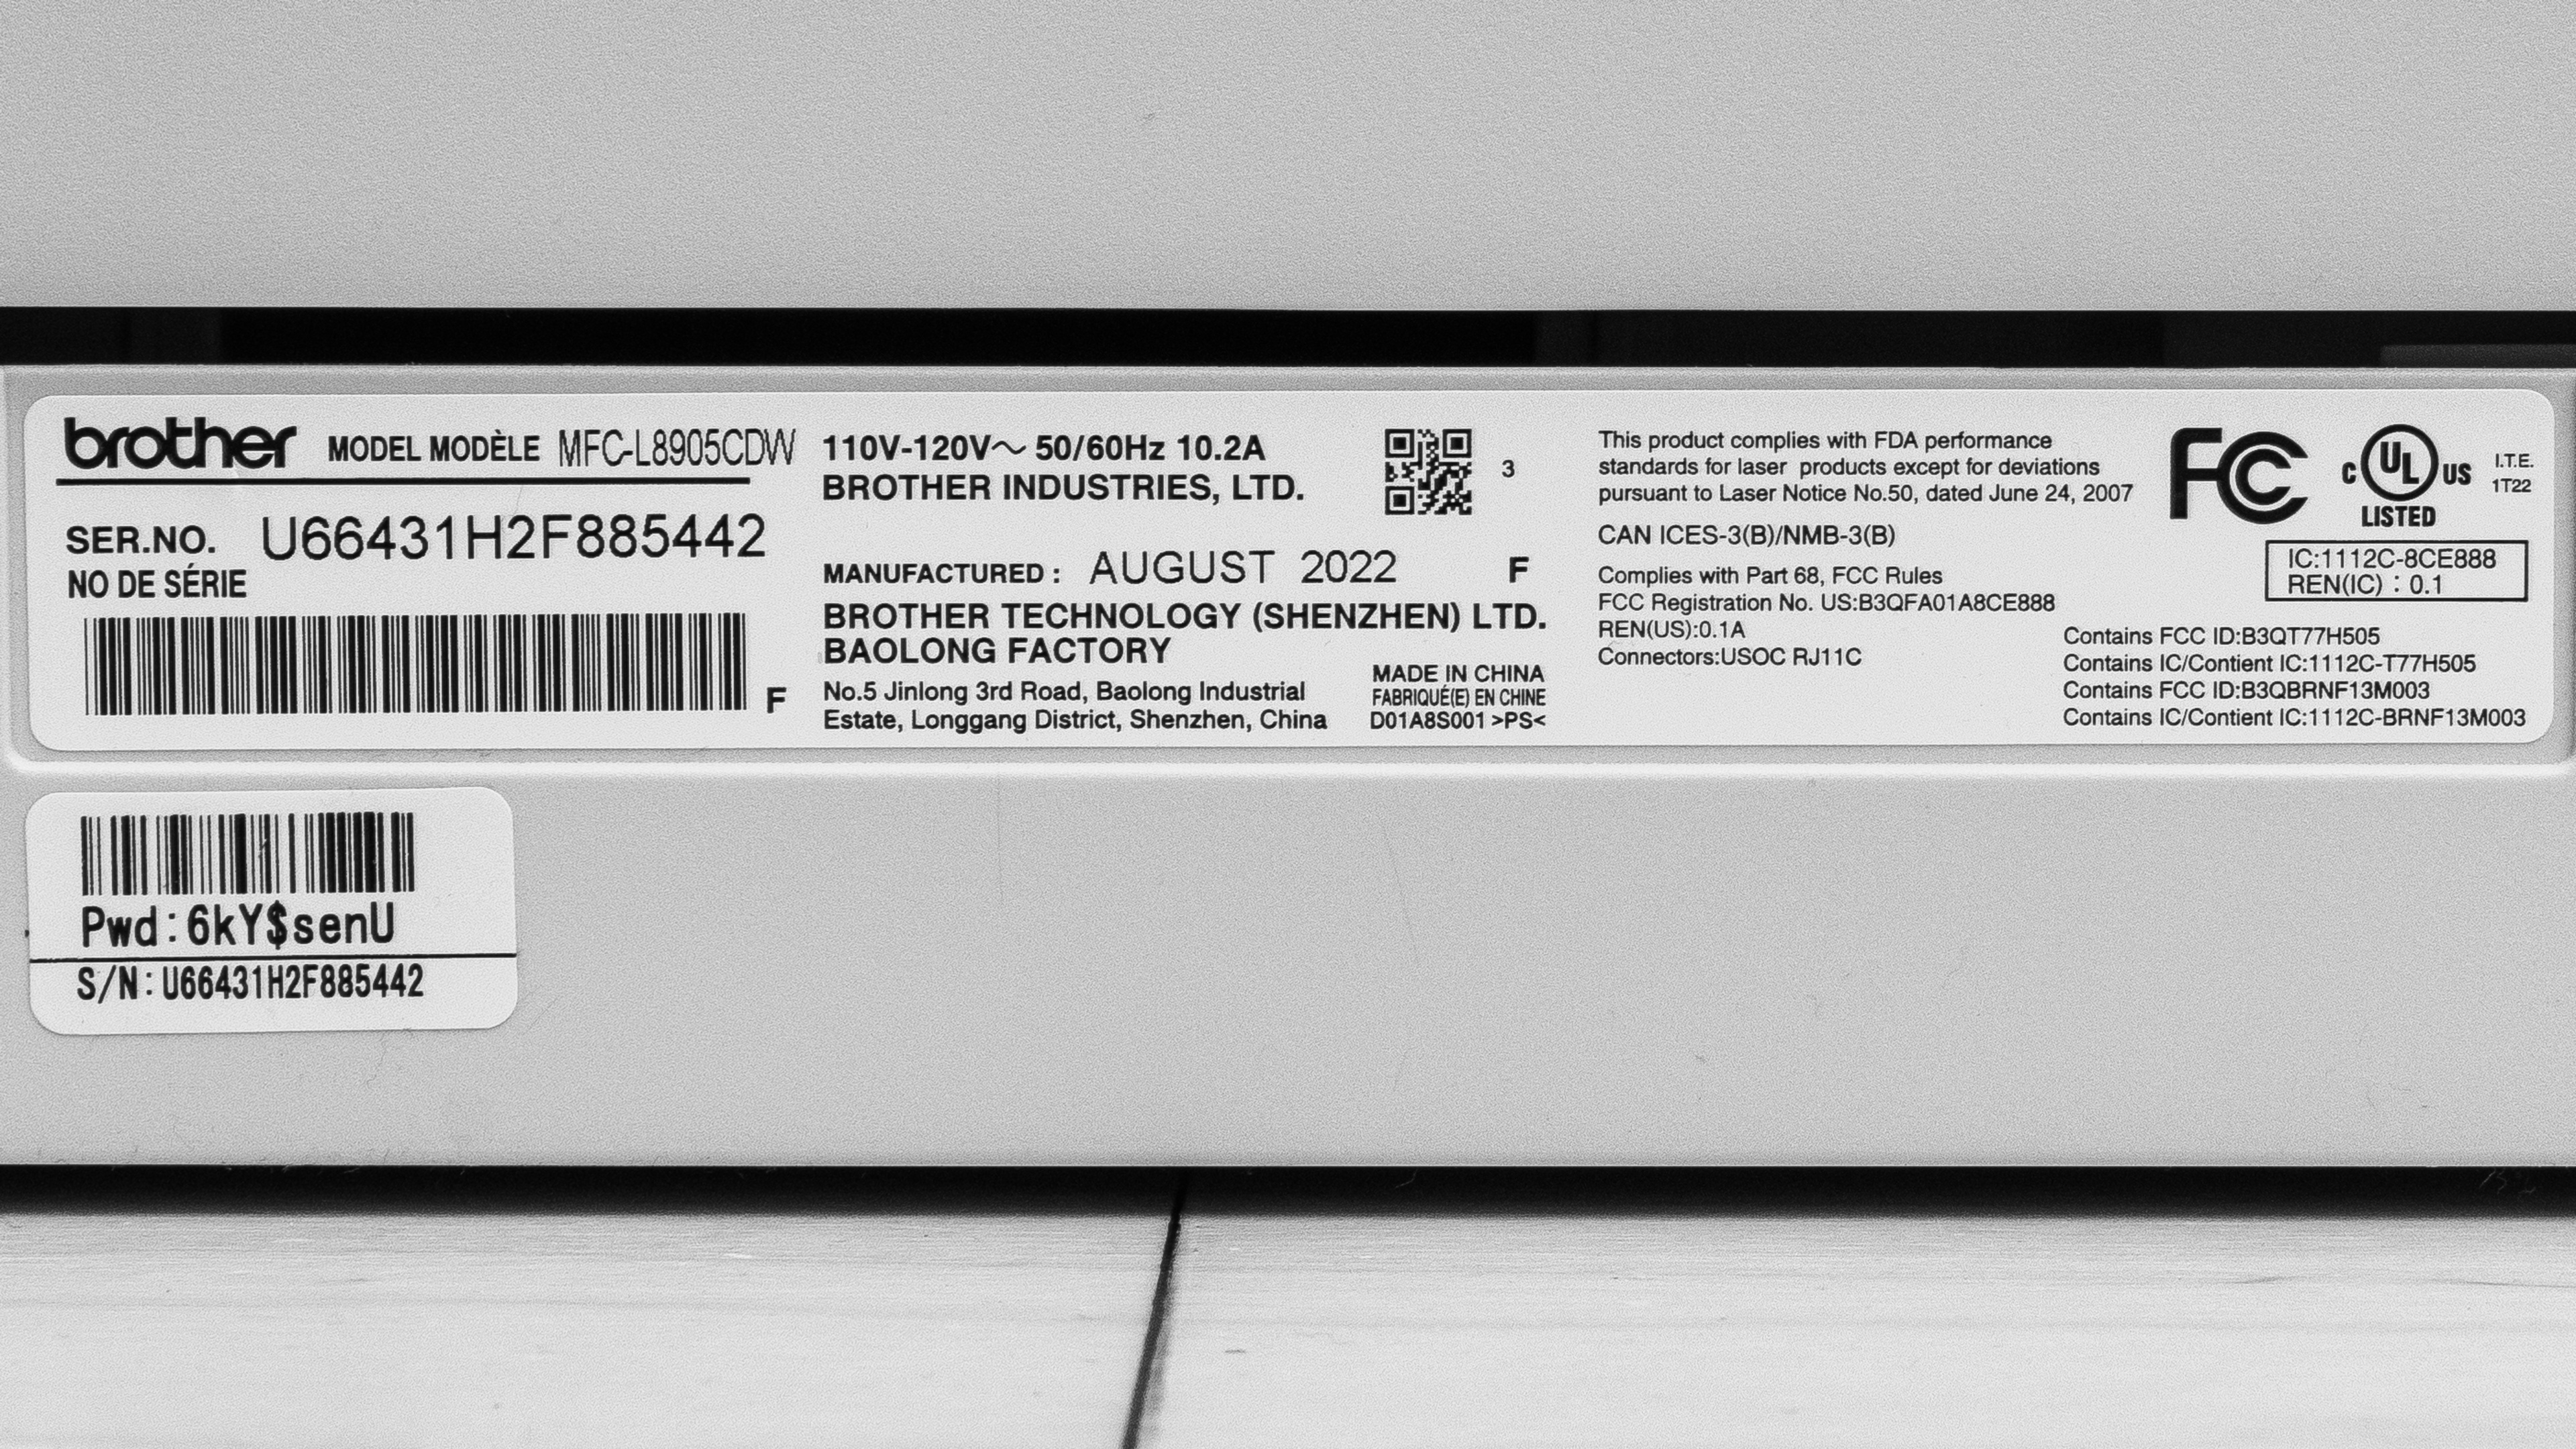 brother MODEL MODÈLE MFC-L8905CDW
SER.NO. U66431H2F885442
NO DE SÉRIE
F
110V-120V～ 50/60Hz 10.2A
BROTHER INDUSTRIES, LTD.
3
MANUFACTURED : AUGUST 2022 F
BROTHER TECHNOLOGY (SHENZHEN) LTD.
BAOLONG FACTORY
No.5 Jinlong 3rd Road, Baolong Industrial
Estate, Longgang District, Shenzhen, China
MADE IN CHINA
FABRIQUÉ(E) EN CHINE
D01A8S001 >PS<
This product complies with FDA performance
standards for laser products except for deviations
pursuant to Laser Notice No.50, dated June 24, 2007
CAN ICES-3(B)/NMB-3(B)
Complies with Part 68, FCC Rules
FCC Registration No. US:B3QFA01A8CE888
REN(US):0.1A
Connectors:USOC RJ11C
FC
C UL US
LISTED
I.T.E.
1T22
IC:1112C-8CE888
REN(IC) : 0.1
Contains FCC ID:B3QT77H505
Contains IC/Contient IC:1112C-T77H505
Contains FCC ID:B3QBRNF13M003
Contains IC/Contient IC:1112C-BRNF13M003
Pwd:6kY$senU
S/N:U66431H2F885442